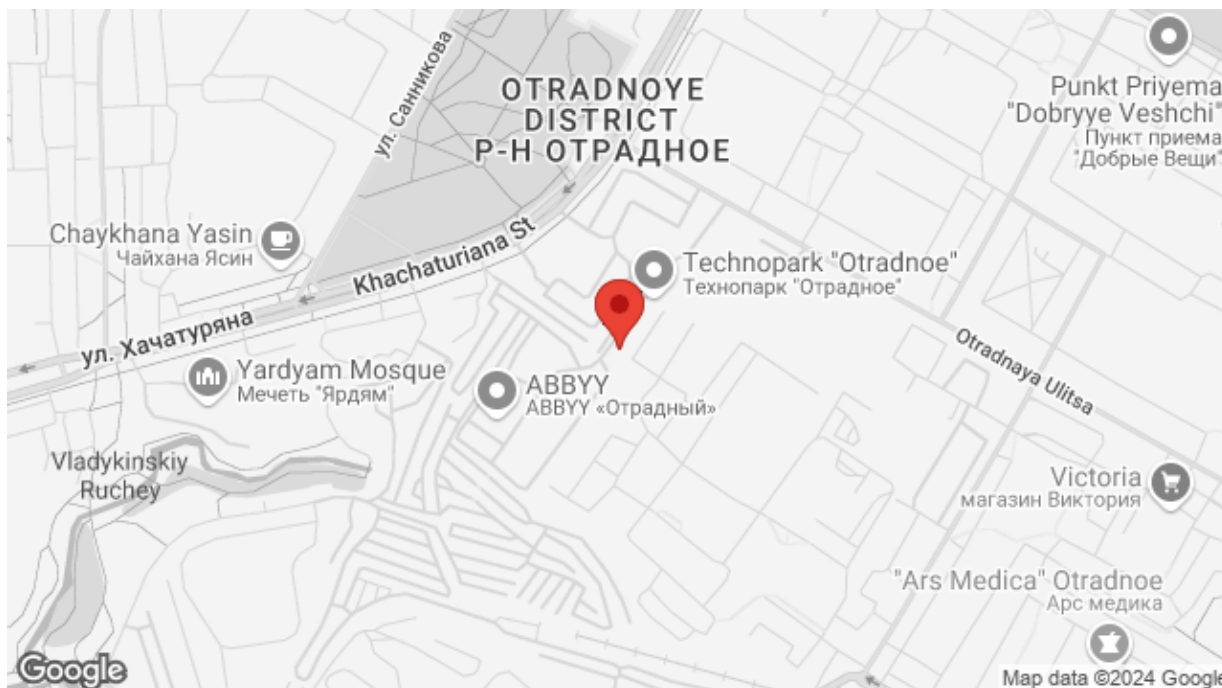 ул. Санникова
OTRADNOYE
DISTRICT
Р-Н ОТРАДНОЕ
Punkt Priyema
"Dobryye Veshchi"
Пункт приема
"Добрые Вещи"
Chaykhana Yasin
Чайхана Ясин
Khachaturiana St
Technopark "Otradnoe"
Технопарк "Отрадное"
ул. Хачатуряна
Otradnaya Ulitsa
Yardyam Mosque
Мечеть "Ярдям"
ABBYY
ABBYY «Отрадный»
Vladykinskiy
Ruchey
Victoria
магазин Виктория
"Ars Medica" Otradnoe
Арс медика
Google
Map data ©2024 Google